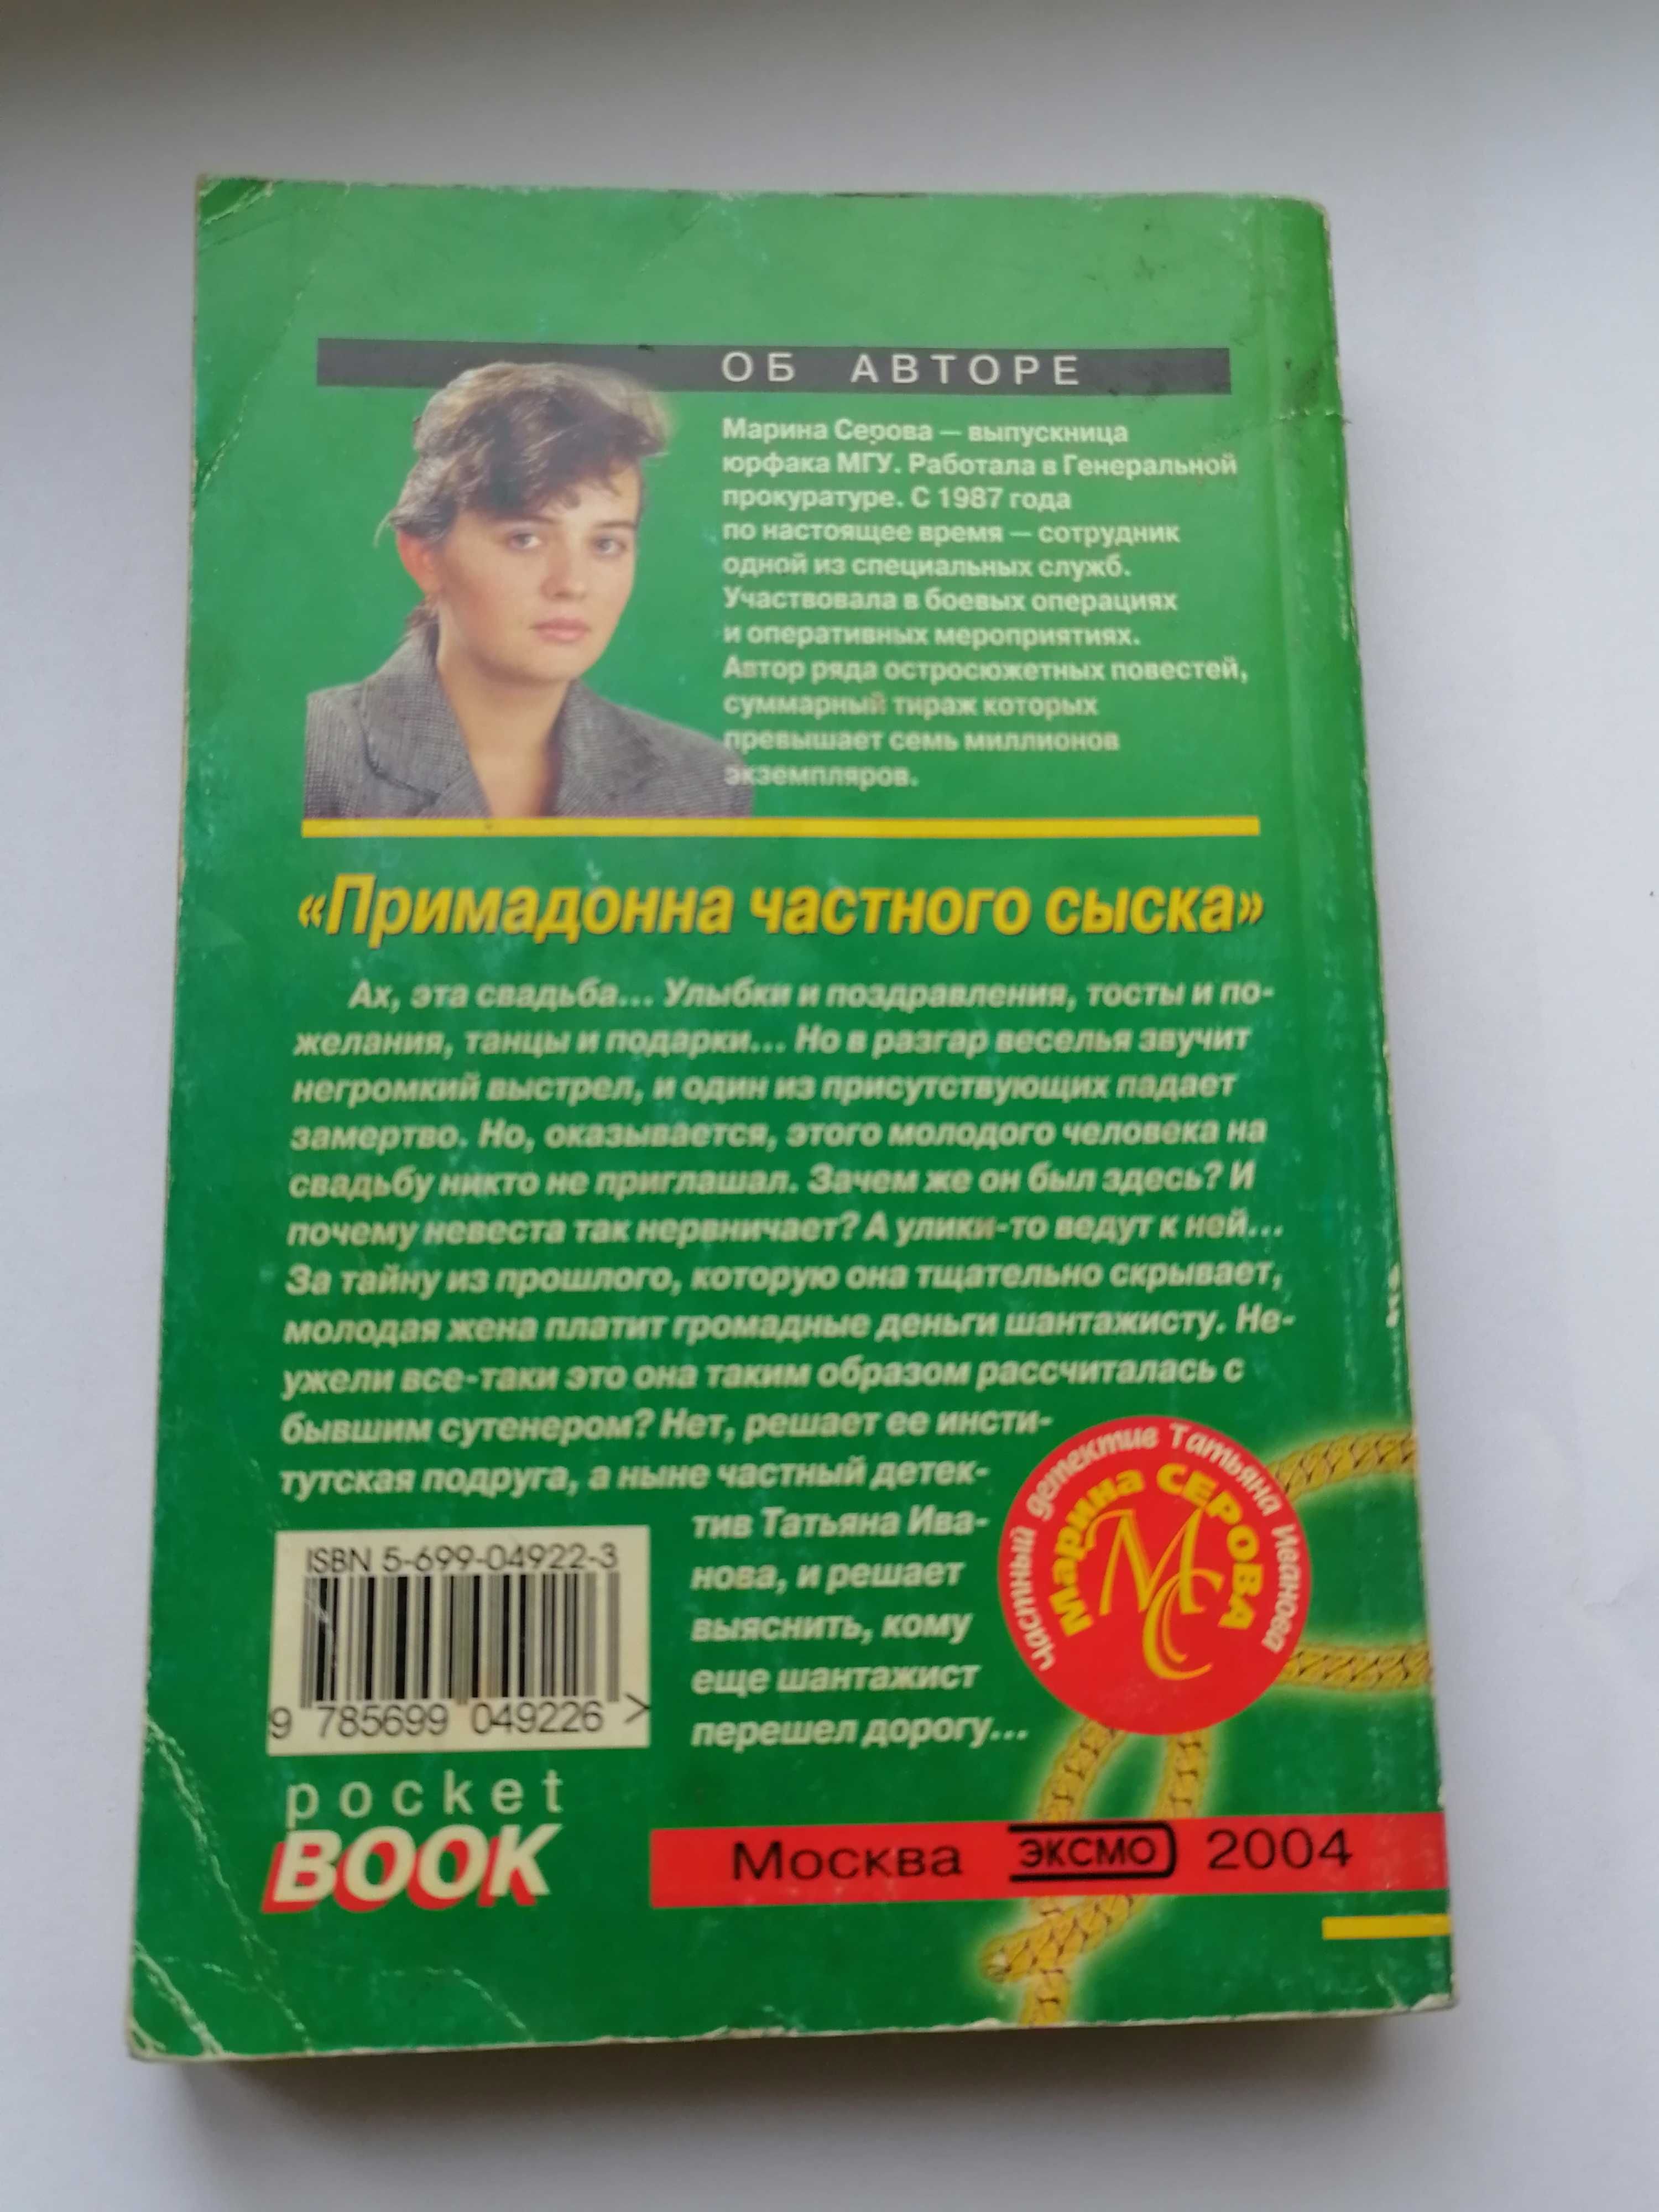 ОБ АВТОРЕ
Марина Серова — выпускница
юрфака МГУ. Работала в Генеральной
прокуратуре. С 1987 года
по настоящее время — сотрудник
одной из специальных служб.
Участвовала в боевых операциях
и оперативных мероприятиях.
Автор ряда остросюжетных повестей,
суммарный тираж которых
превышает семь миллионов
экземпляров.
«Примадонна частного сыска»
Ах, эта свадьба... Улыбки и поздравления, тосты и по-
желания, танцы и подарки... Но в разгар веселья звучит
негромкий выстрел, и один из присутствующих падает
замертво. Но, оказывается, этого молодого человека на
свадьбу никто не приглашал. Зачем же он был здесь? И
почему невеста так нервничает? А улики-то ведут к ней...
За тайну из прошлого, которую она тщательно скрывает,
молодая жена платит громадные деньги шантажисту. Не-
ужели все-таки это она таким образом рассчиталась с
бывшим сутенером? Нет, решает ее инсти-
тутская подруга, а ныне частный детек-
тив Татьяна Ива-
нова, и решает
выяснить, кому
еще шантажист
перешел дорогу...
Частный детектив Татьяна Иванова
Марина СЕРОВА
МС
ISBN 5-699-04922-3
9 785699 049226 >
pocket
BOOK
Москва ЭКСМО 2004